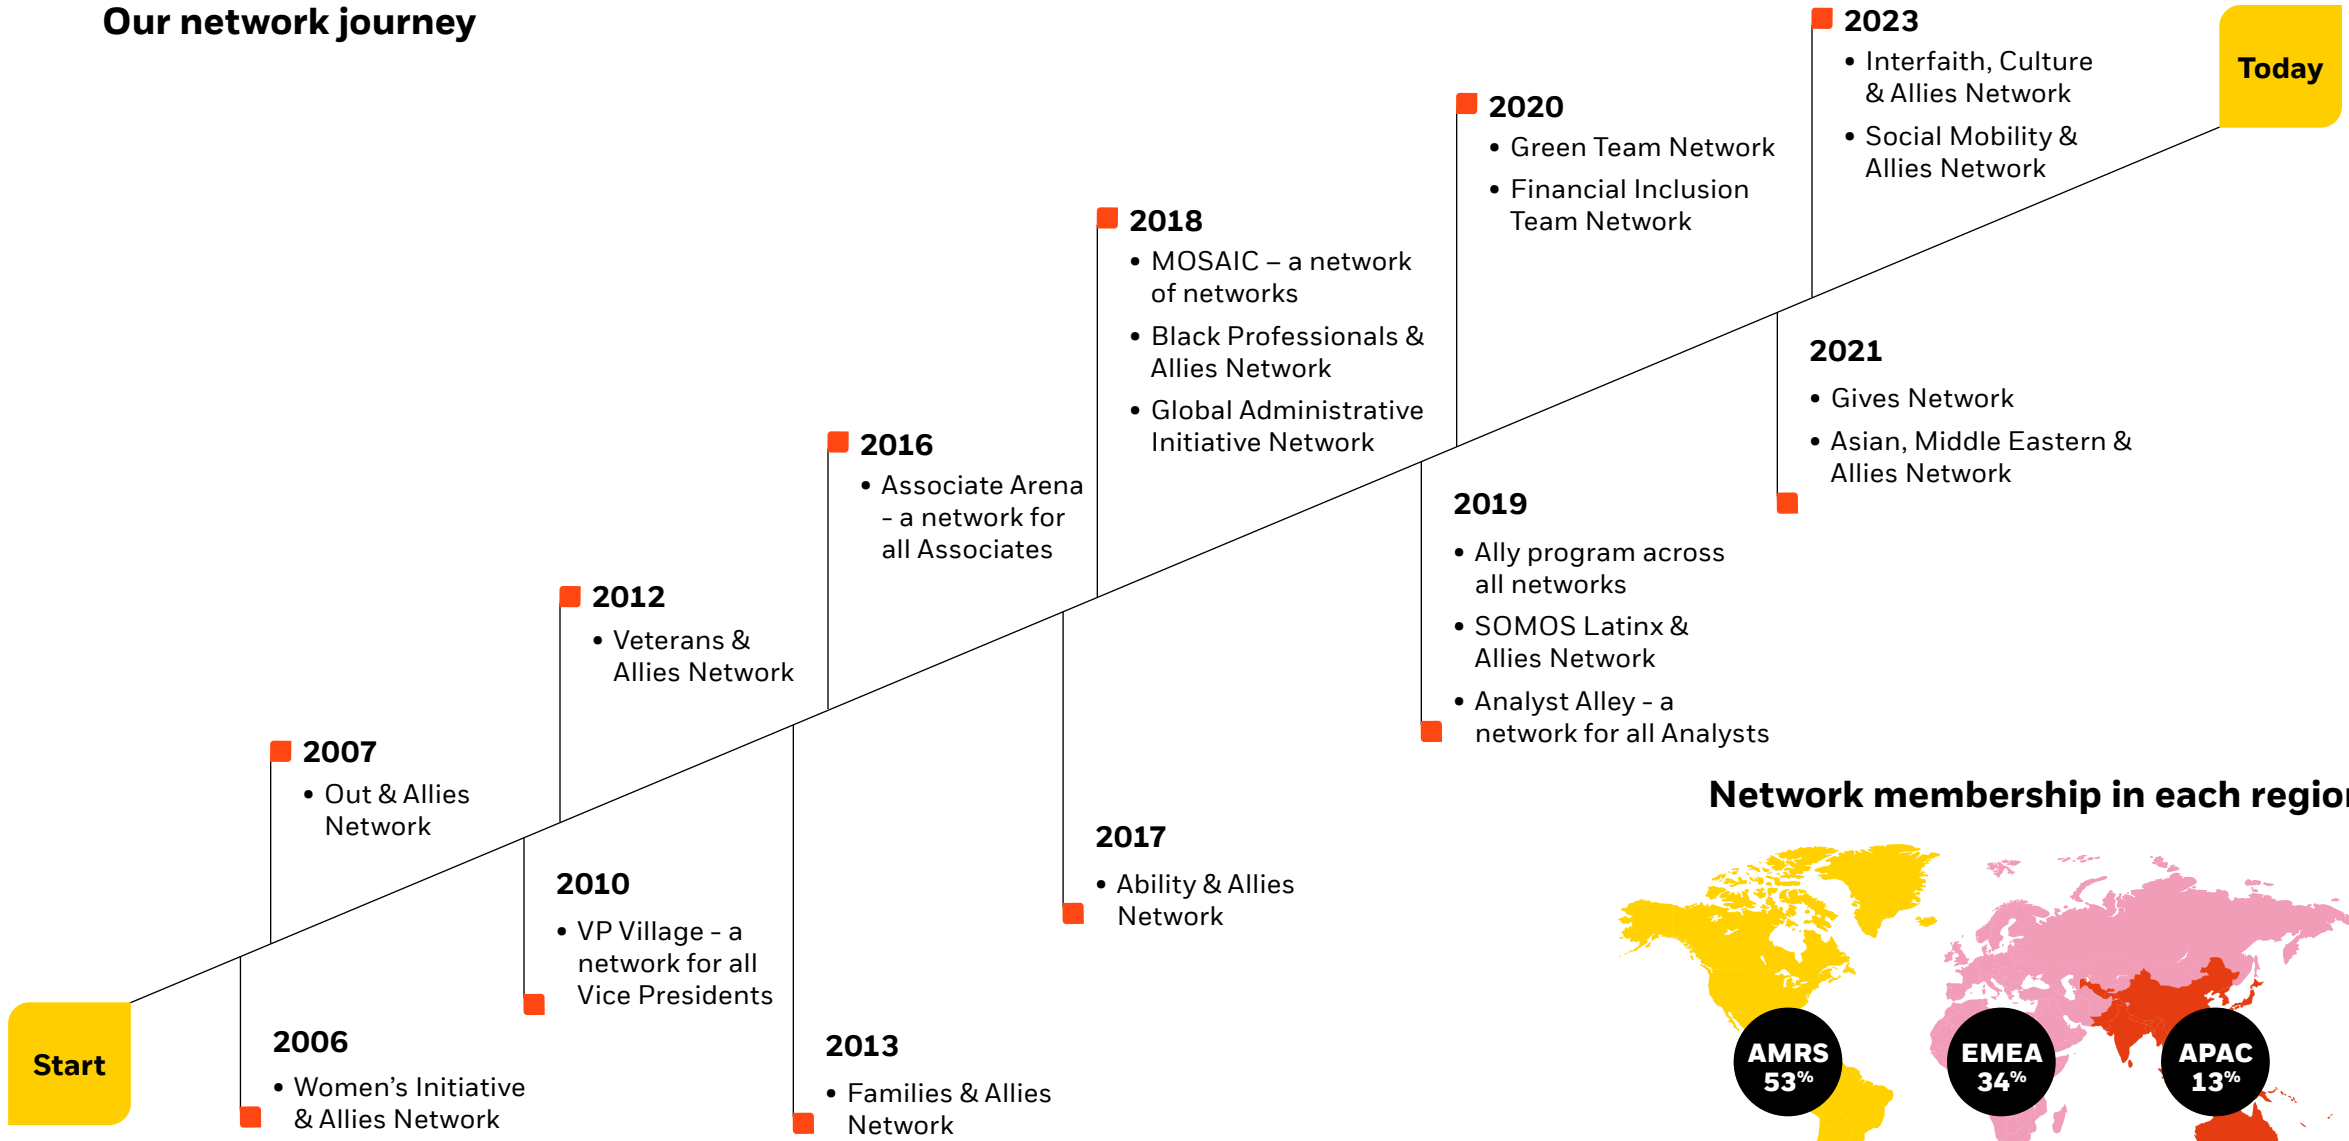 Our network journey
Start
2006
• Women’s Initiative
& Allies Network
2007
• Out & Allies
Network
2010
• VP Village - a
network for all
Vice Presidents
2012
• Veterans &
Allies Network
2013
• Families & Allies
Network
2016
• Associate Arena
- a network for
all Associates
2017
• Ability & Allies
Network
2018
• MOSAIC – a network
of networks
• Black Professionals &
Allies Network
• Global Administrative
Initiative Network
2019
• Ally program across
all networks
• SOMOS Latinx &
Allies Network
• Analyst Alley - a
network for all Analysts
2020
• Green Team Network
• Financial Inclusion
Team Network
2021
• Gives Network
• Asian, Middle Eastern &
Allies Network
2023
• Interfaith, Culture
& Allies Network
• Social Mobility &
Allies Network
Today
Network membership in each
AMRS
53%
EMEA
34%
APAC
13%